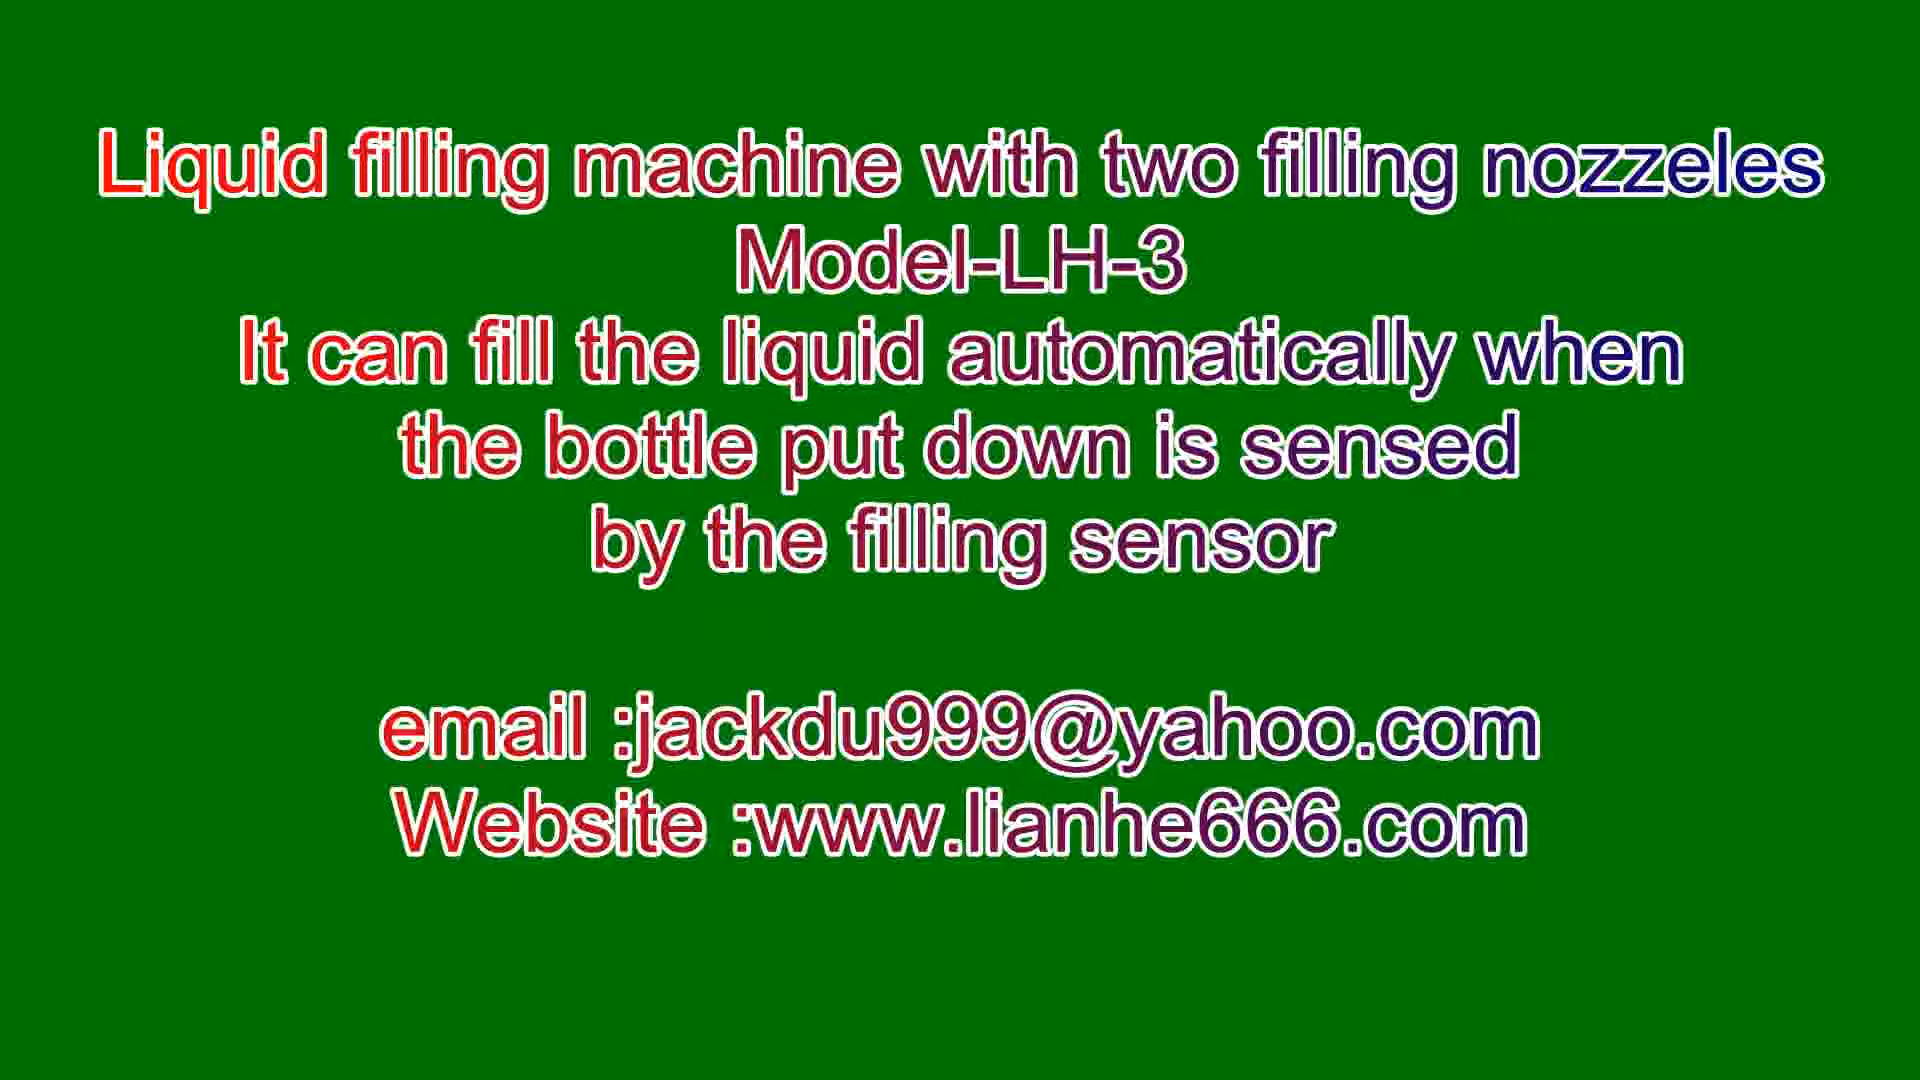 Liquid filling machine with two filling nozzeles
Model-LH-3
It can fill the liquid automatically when
the bottle put down is sensed
by the filling sensor
email :jackdu999@yahoo.com
Website :www.lianhe666.com